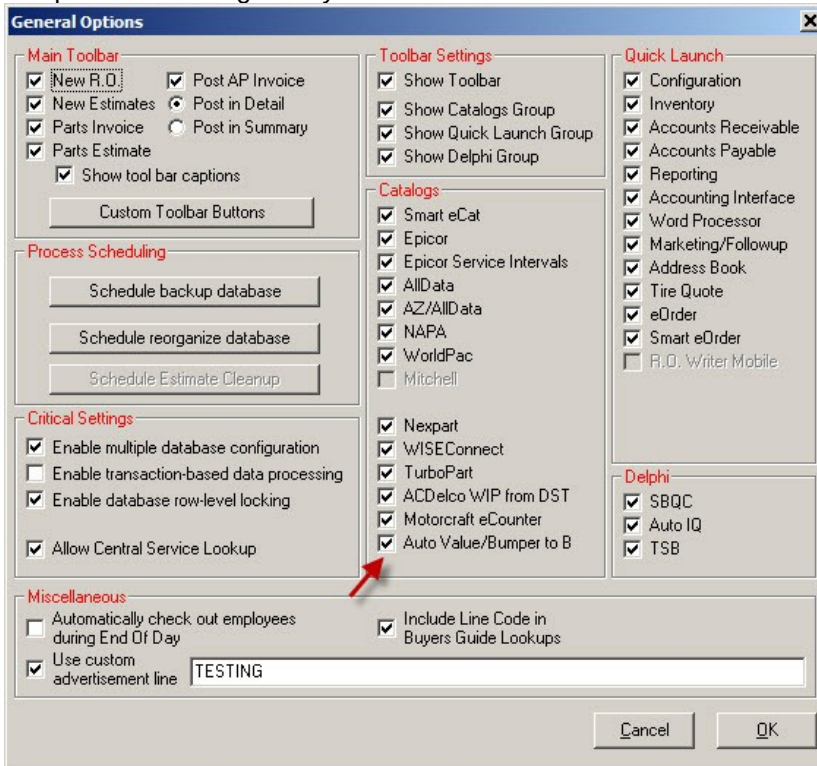 General Options
Main Toolbar
New R.O.
Post AP Invoice
New Estimates
Post in Detail
Parts Invoice
Post in Summary
Parts Estimate
Show tool bar captions
Custom Toolbar Buttons
Process Scheduling
Schedule backup database
Schedule reorganize database
Schedule Estimate Cleanup
Critical Settings
Enable multiple database configuration
Enable transaction-based data processing
Enable database row-level locking
Allow Central Service Lookup
Toolbar Settings
Show Toolbar
Show Catalogs Group
Show Quick Launch Group
Show Delphi Group
Catalogs
Smart eCat
Epicor
Epicor Service Intervals
AllData
AZ/AllData
NAPA
WorldPac
Mitchell
Nexpart
WISEConnect
TurboPart
ACDelco WIP from DST
Motorcraft eCounter
Auto Value/Bumper to B
Quick Launch
Configuration
Inventory
Accounts Receivable
Accounts Payable
Reporting
Accounting Interface
Word Processor
Marketing/Followup
Address Book
Tire Quote
eOrder
Smart eOrder
R.O. Writer Mobile
Delphi
SBQC
Auto IQ
TSB
Miscellaneous
Automatically check out employees
during End Of Day
Include Line Code in
Buyers Guide Lookups
Use custom
advertisement line
TESTING
Cancel
OK